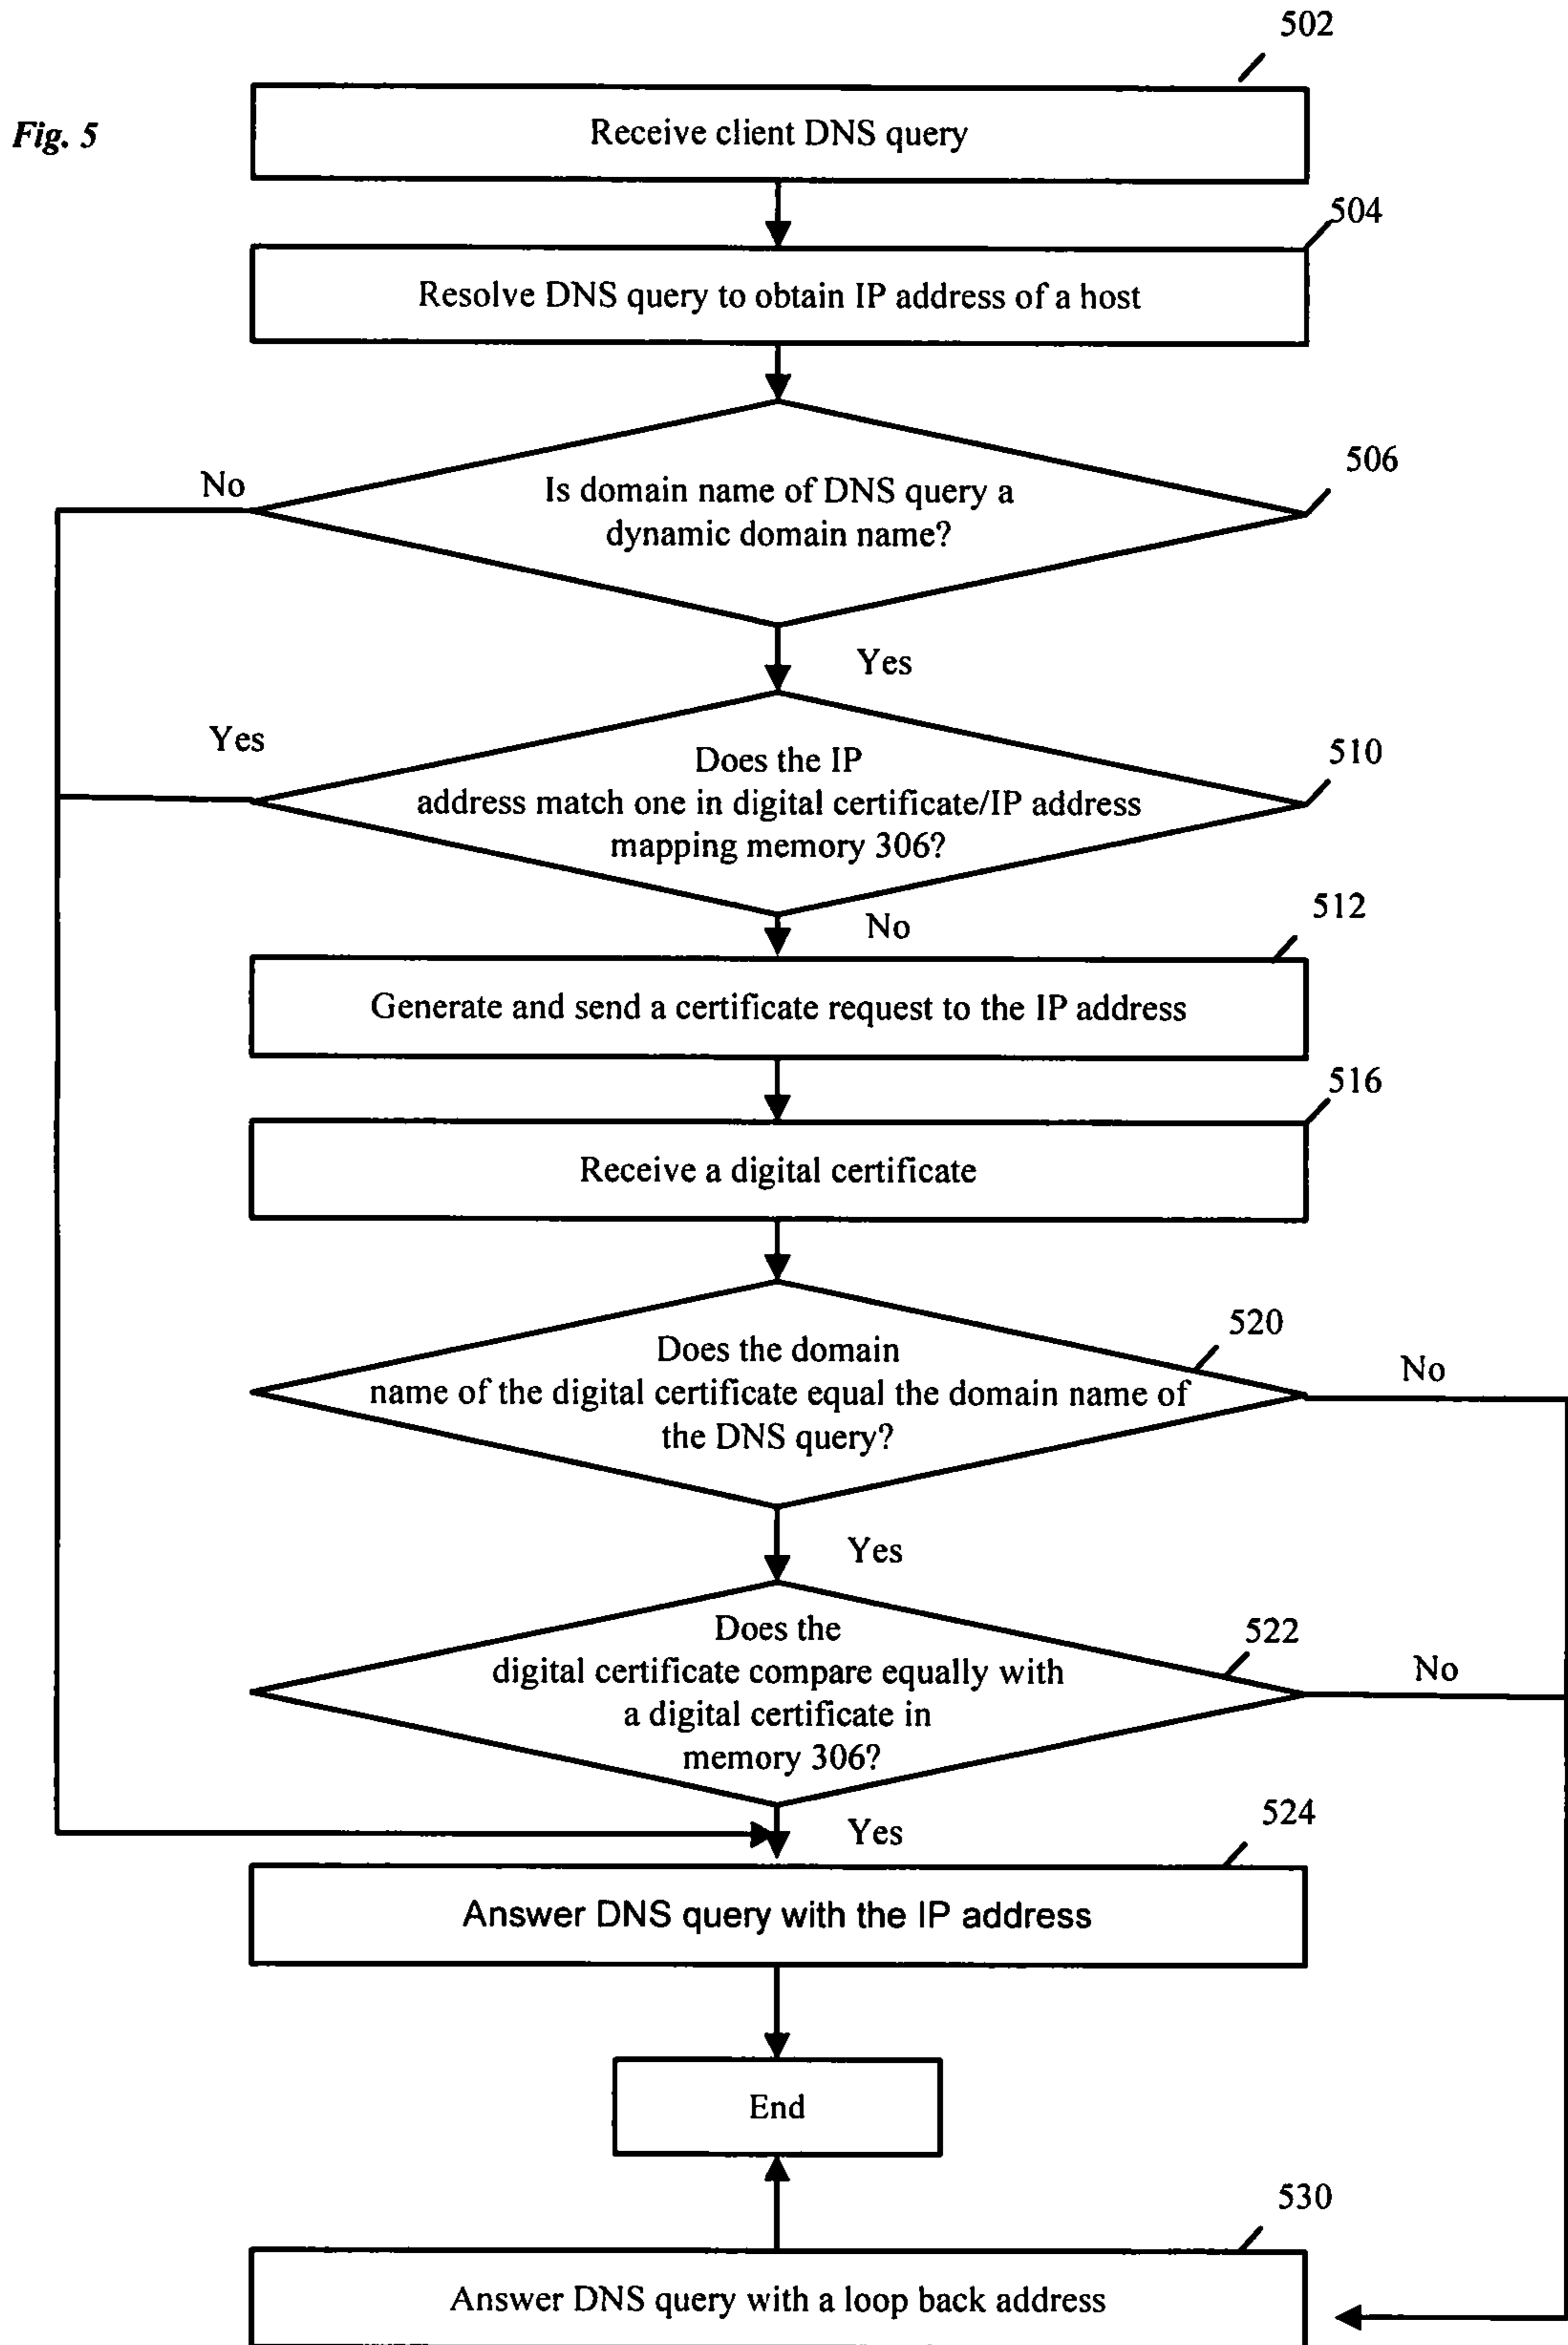 502
Fig. 5
Receive client DNS query
504
Resolve DNS query to obtain IP address of a host
506
No
Is domain name of DNS query a
dynamic domain name?
Yes
Yes
510
Does the IP
address match one in digital certificate/IP address
mapping memory 306?
No
512
Generate and send a certificate request to the IP address
516
Receive a digital certificate
520
No
Does the domain
name of the digital certificate equal the domain name of
the DNS query?
Yes
522
No
Does the
digital certificate compare equally with
a digital certificate in
memory 306?
Yes
524
Answer DNS query with the IP address
End
530
Answer DNS query with a loop back address